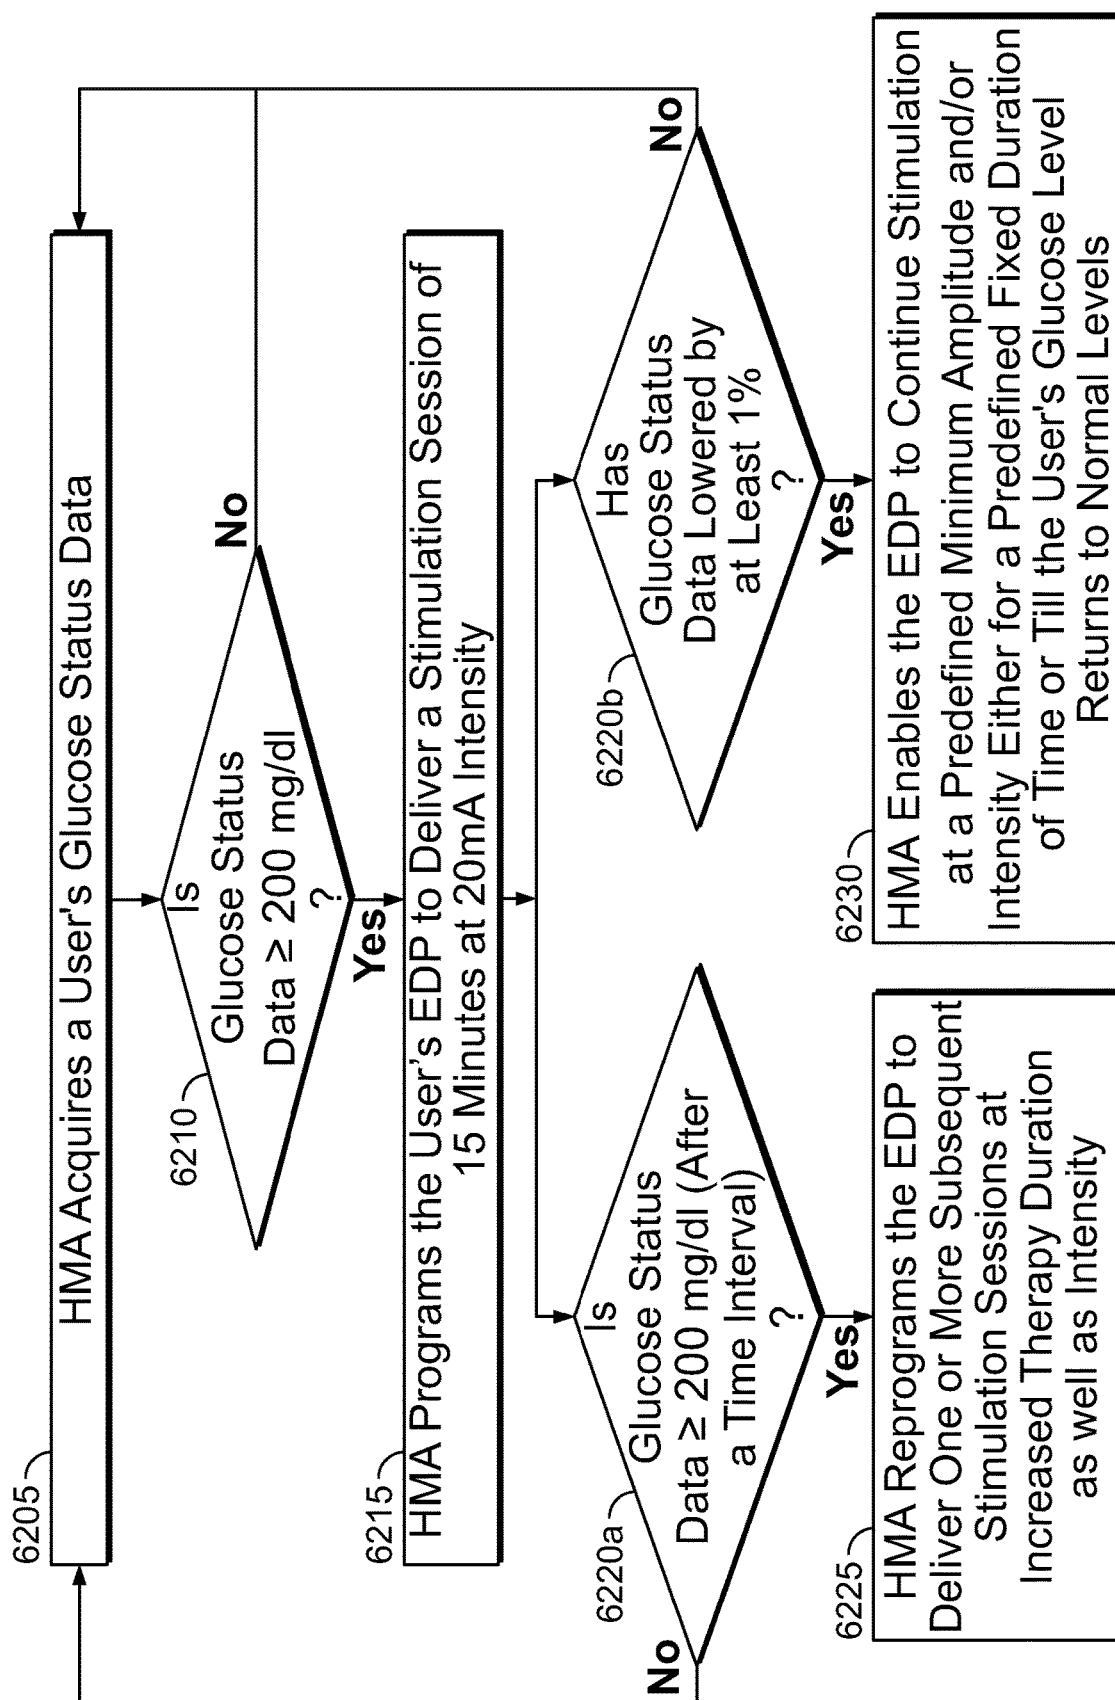 6205
HMA Acquires a User's Glucose Status Data
6210
Is
Glucose Status
Data ≥ 200 mg/dl
?
No
Yes
6215
HMA Programs the User’s EDP to Deliver a Stimulation Session of
15 Minutes at 20mA Intensity
6220a
Is
Glucose Status
Data ≥ 200 mg/dl (After
a Time Interval)
?
No
Yes
6220b
Has
Glucose Status
Data Lowered by
at Least 1%
?
No
Yes
6225
HMA Reprograms the EDP to
Deliver One or More Subsequent
Stimulation Sessions at
Increased Therapy Duration
as well as Intensity
6230
HMA Enables the EDP to Continue Stimulation
at a Predefined Minimum Amplitude and/or
Intensity Either for a Predefined Fixed Duration
of Time or Till the User's Glucose Level
Returns to Normal Levels